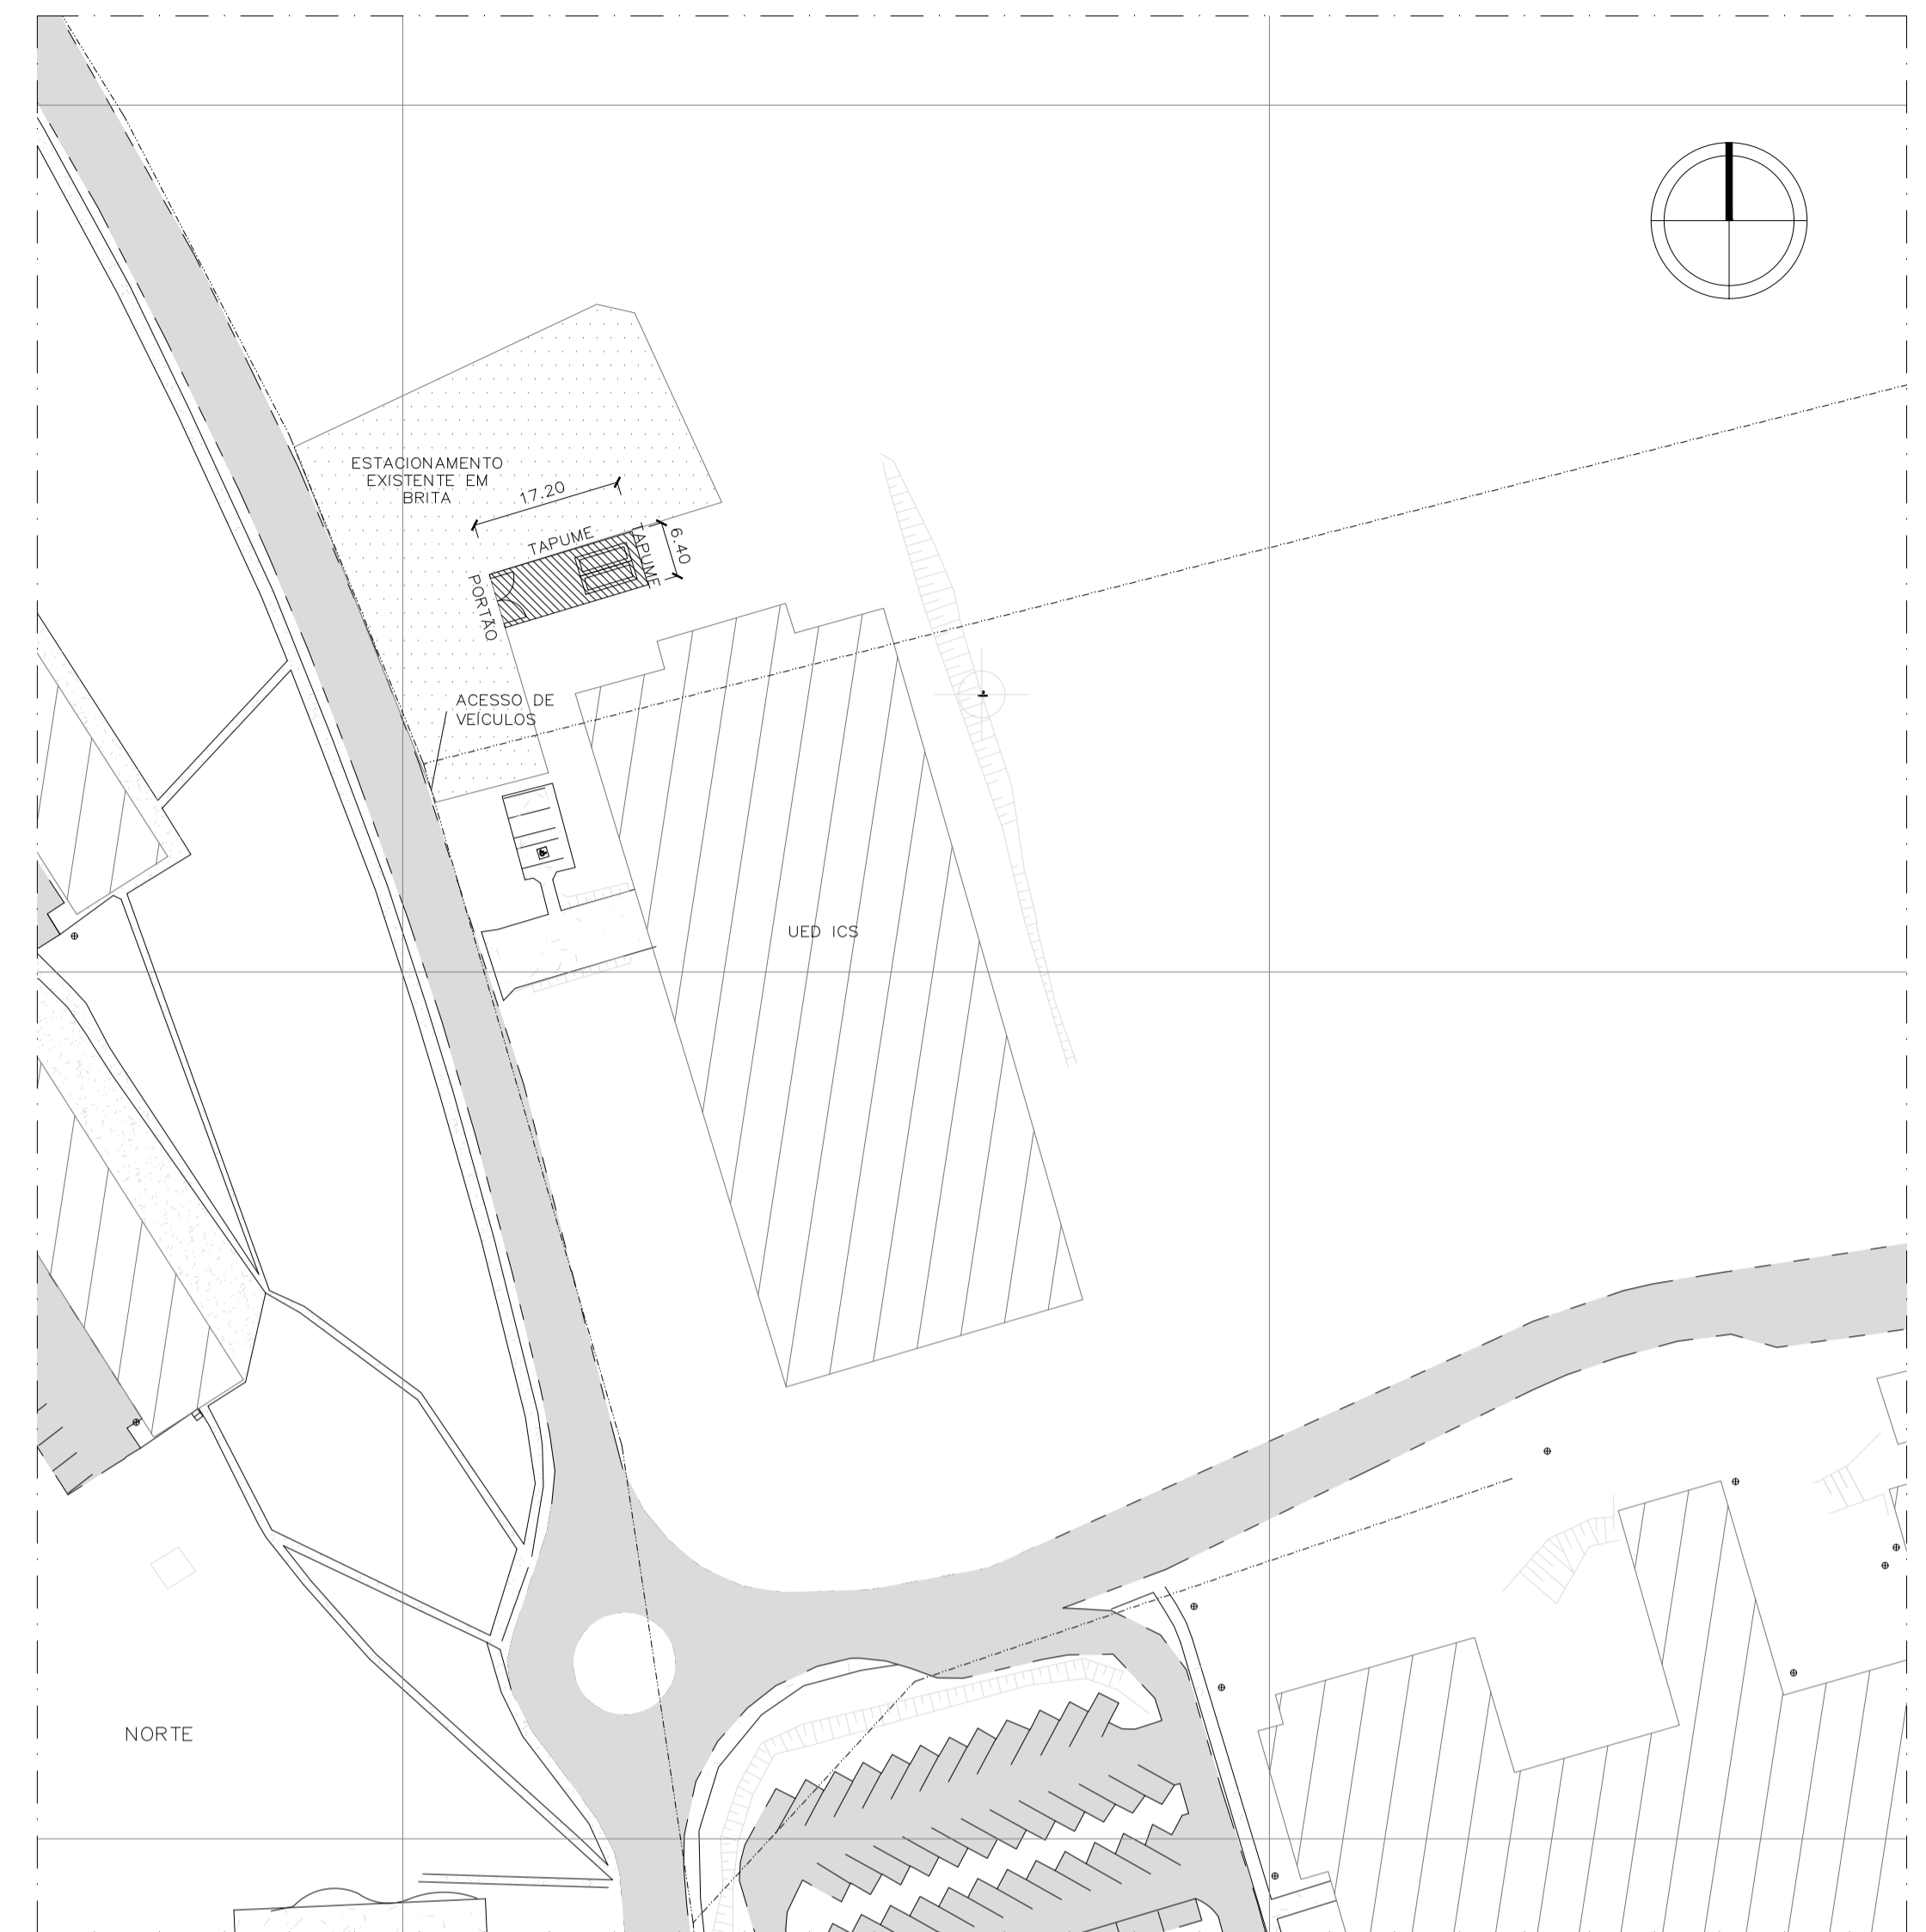 ESTACIONAMENTO
EXISTENTE EM
BRITA
17.20
TAPUME
TAPUME
6.40
PORTÃO
ACESSO DE
VEÍCULOS
UED ICS
NORTE